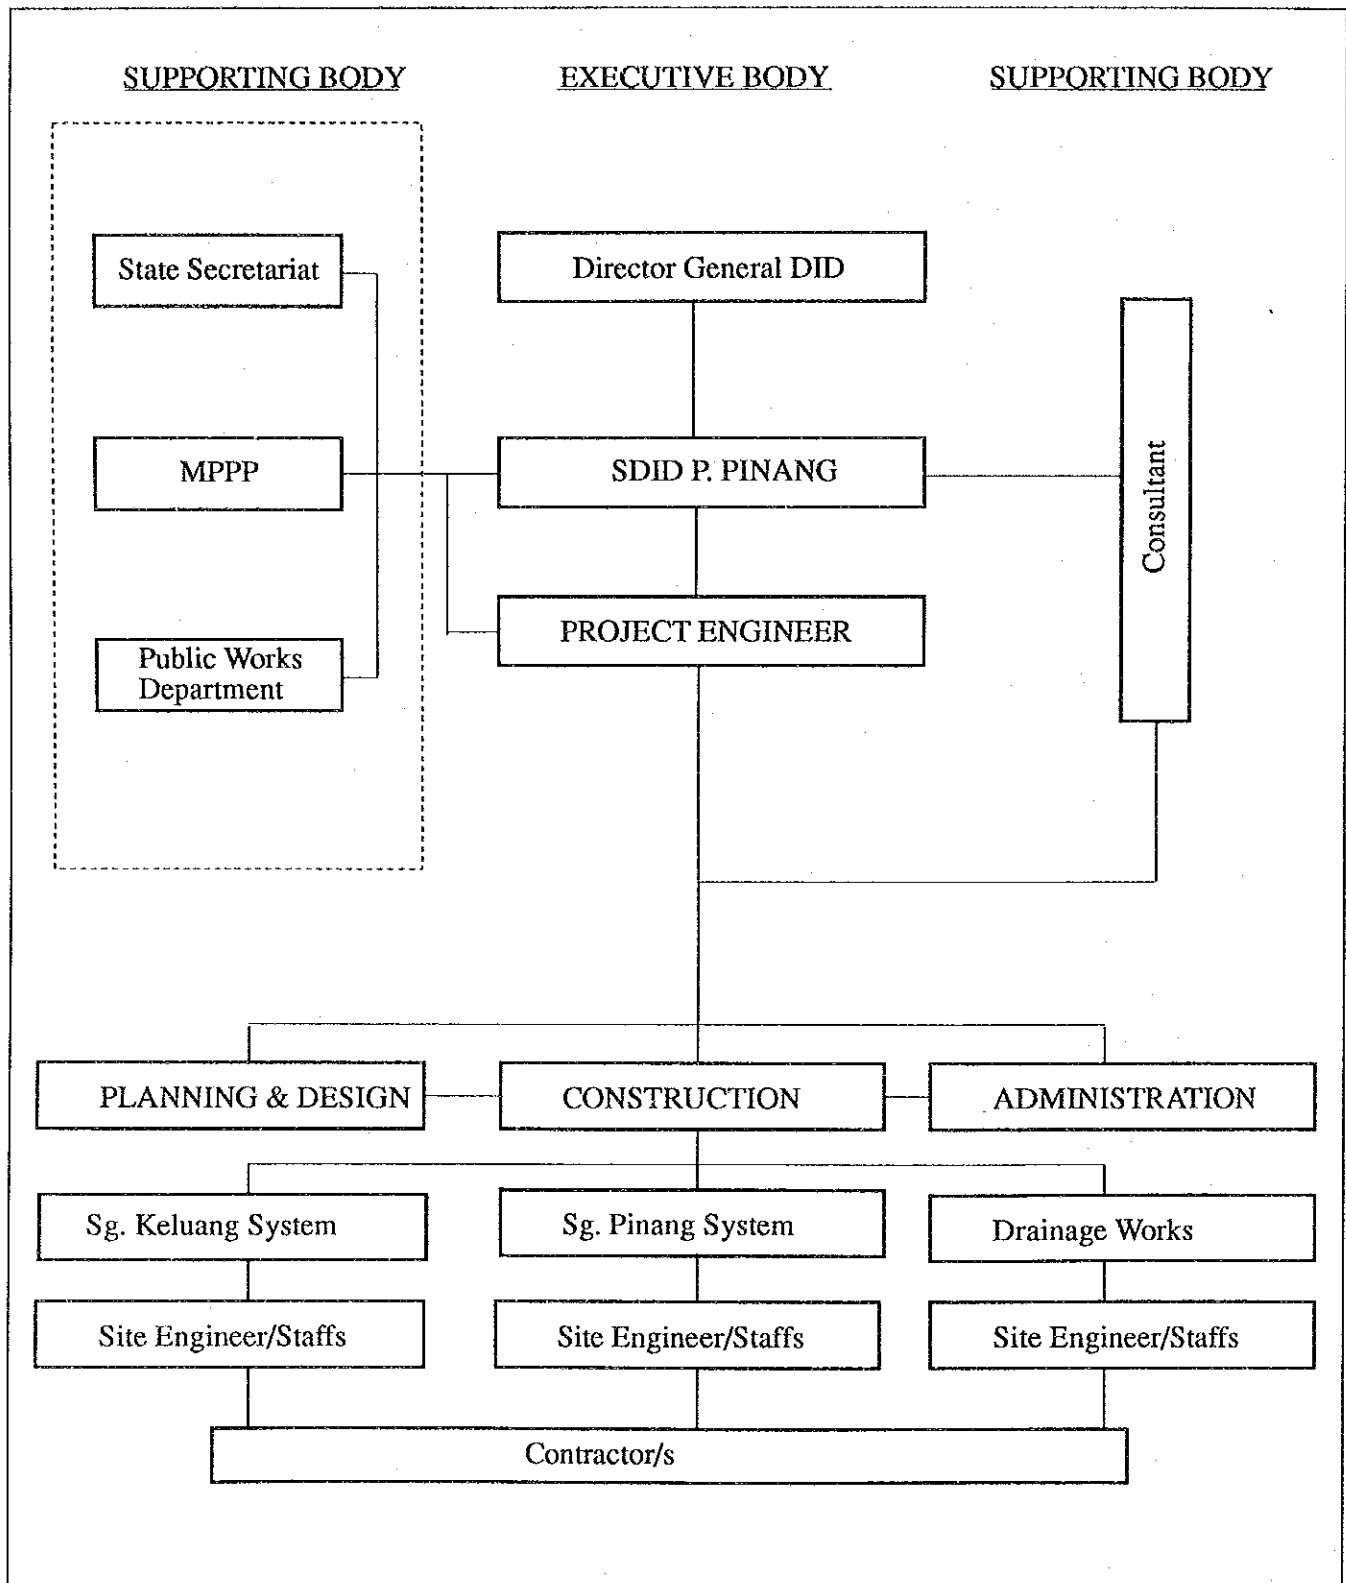 SUPPORTING BODY
EXECUTIVE BODY
SUPPORTING BODY
State Secretariat
Director General DID
MPPP
SDID P. PINANG
Consultant
PROJECT ENGINEER
Public Works
Department
PLANNING & DESIGN
CONSTRUCTION
ADMINISTRATION
Sg. Keluang System
Sg. Pinang System
Drainage Works
Site Engineer/Staffs
Site Engineer/Staffs
Site Engineer/Staffs
Contractor/s